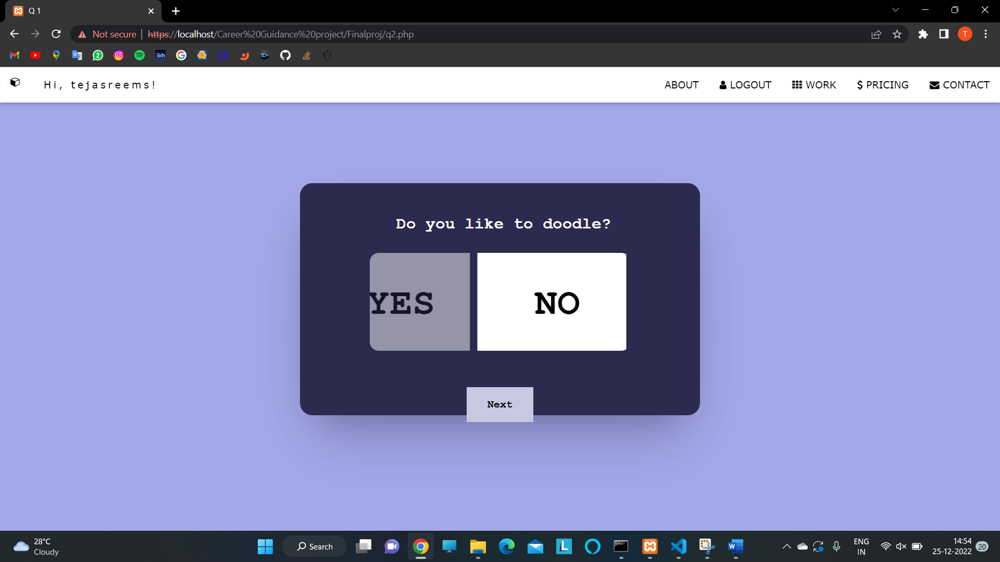 Q 1
Not secure | https://localhost/Career%20Guidance%20project/Finalproj/q2.php
T
Hi, tejasreems!
ABOUT LOGOUT WORK $ PRICING CONTACT
Do you like to doodle?
YES NO
Next
28°C
Cloudy
Search
ENG
IN
14:54
25-12-2022
20